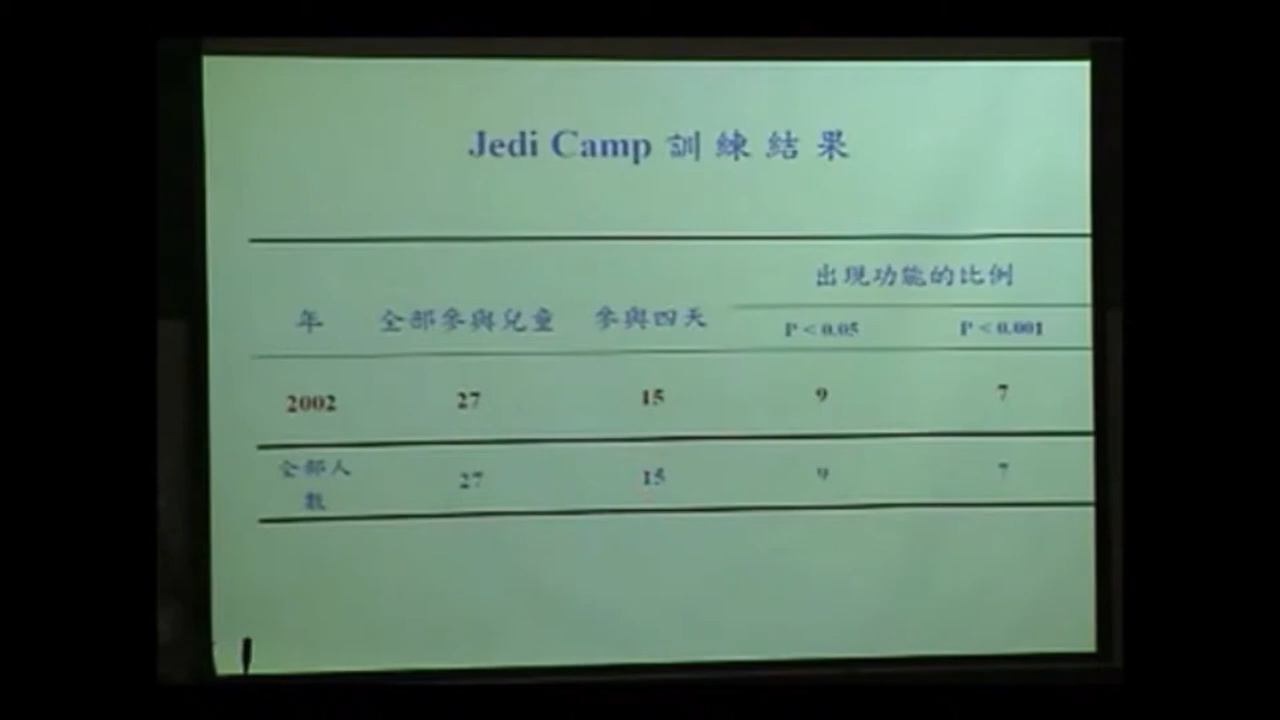 Jedi Camp 訓練結果
出現功能的比例
年 全部參與兒童 參與四天
P < 0.05 P < 0.001
2002 27 15 9 7
全部人
數
27 15 9 7